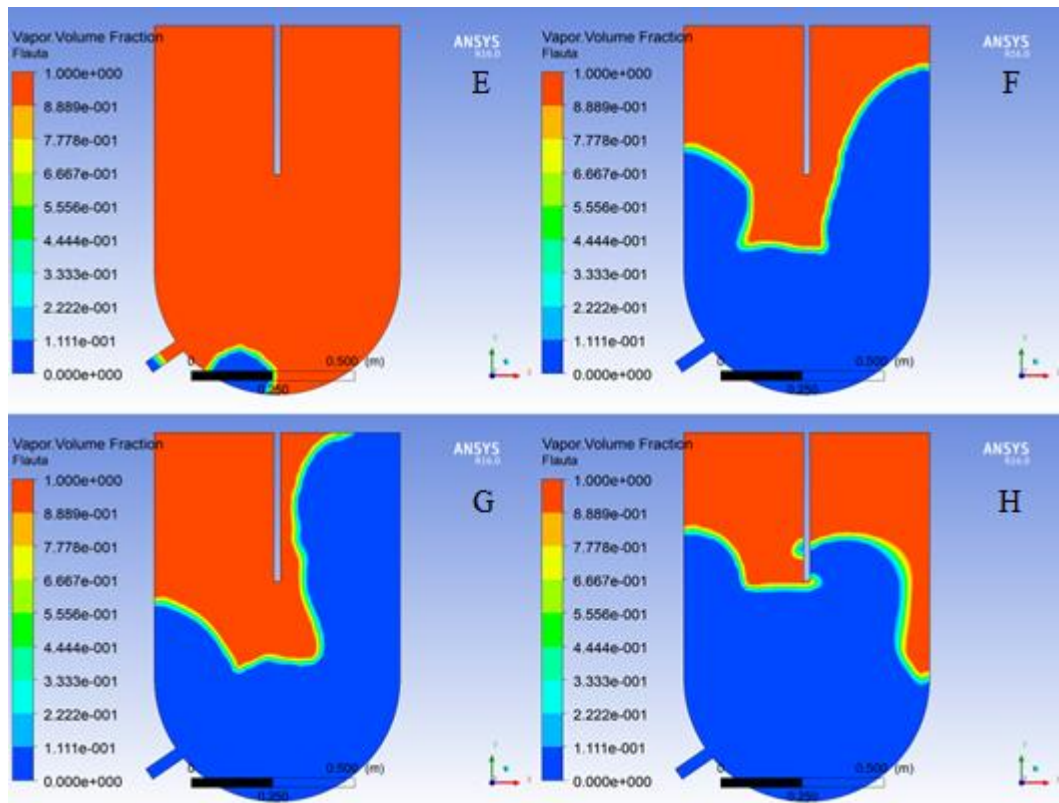 Vapor.Volume Fraction
Flauta
1.000e+000
8.889e-001
7.778e-001
6.667e-001
5.556e-001
4.444e-001
3.333e-001
2.222e-001
1.111e-001
0.000e+000
ANSYS
R16.0
E
0 0.500 (m)
0.250
Vapor.Volume Fraction
Flauta
1.000e+000
8.889e-001
7.778e-001
6.667e-001
5.556e-001
4.444e-001
3.333e-001
2.222e-001
1.111e-001
0.000e+000
ANSYS
R16.0
F
0 0.500 (m)
0.250
Vapor.Volume Fraction
Flauta
1.000e+000
8.889e-001
7.778e-001
6.667e-001
5.556e-001
4.444e-001
3.333e-001
2.222e-001
1.111e-001
0.000e+000
ANSYS
R16.0
G
0 0.500 (m)
0.250
Vapor.Volume Fraction
Flauta
1.000e+000
8.889e-001
7.778e-001
6.667e-001
5.556e-001
4.444e-001
3.333e-001
2.222e-001
1.111e-001
0.000e+000
ANSYS
R16.0
H
0 0.500 (m)
0.250